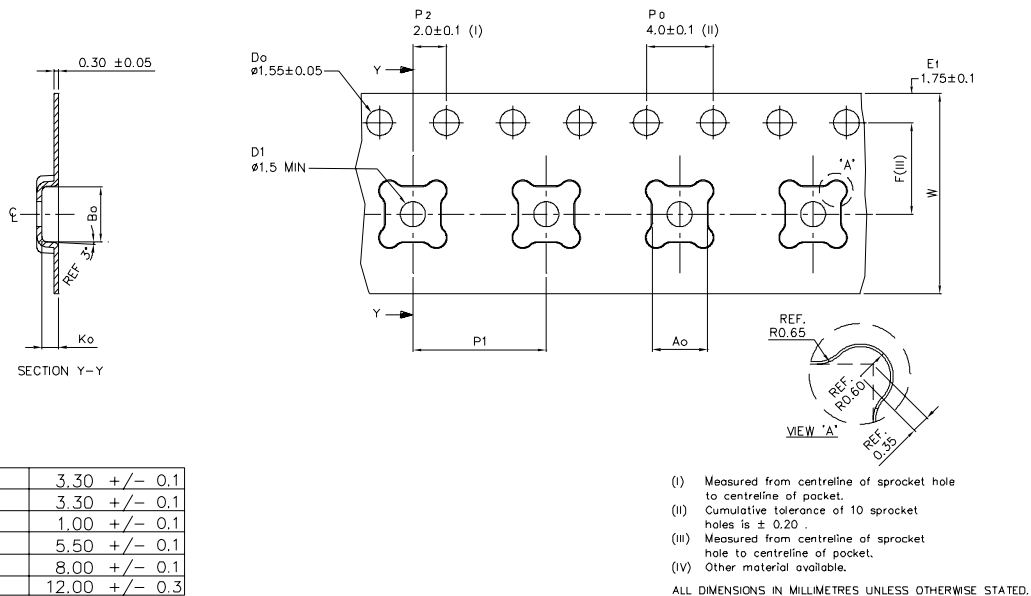 P2
2.0±0.1 (I)
Po
4.0±0.1 (II)
0.30 ±0.05
Do
ø1.55±0.05
Y
E1
1.75±0.1
D1
ø1.5 MIN
"A"
F(III)
W
℄
Bo
REF 3°
Y
Ko
P1
Ao
SECTION Y-Y
REF.
R0.65
REF.
R0.60
REF.
0.35
VIEW "A"
3.30 +/- 0.1
3.30 +/- 0.1
1.00 +/- 0.1
5.50 +/- 0.1
8.00 +/- 0.1
12.00 +/- 0.3
(I) Measured from centreline of sprocket hole
to centreline of pocket.
(II) Cumulative tolerance of 10 sprocket
holes is ± 0.20 .
(III) Measured from centreline of sprocket
hole to centreline of pocket.
(IV) Other material available.
ALL DIMENSIONS IN MILLIMETRES UNLESS OTHERWISE STATED.